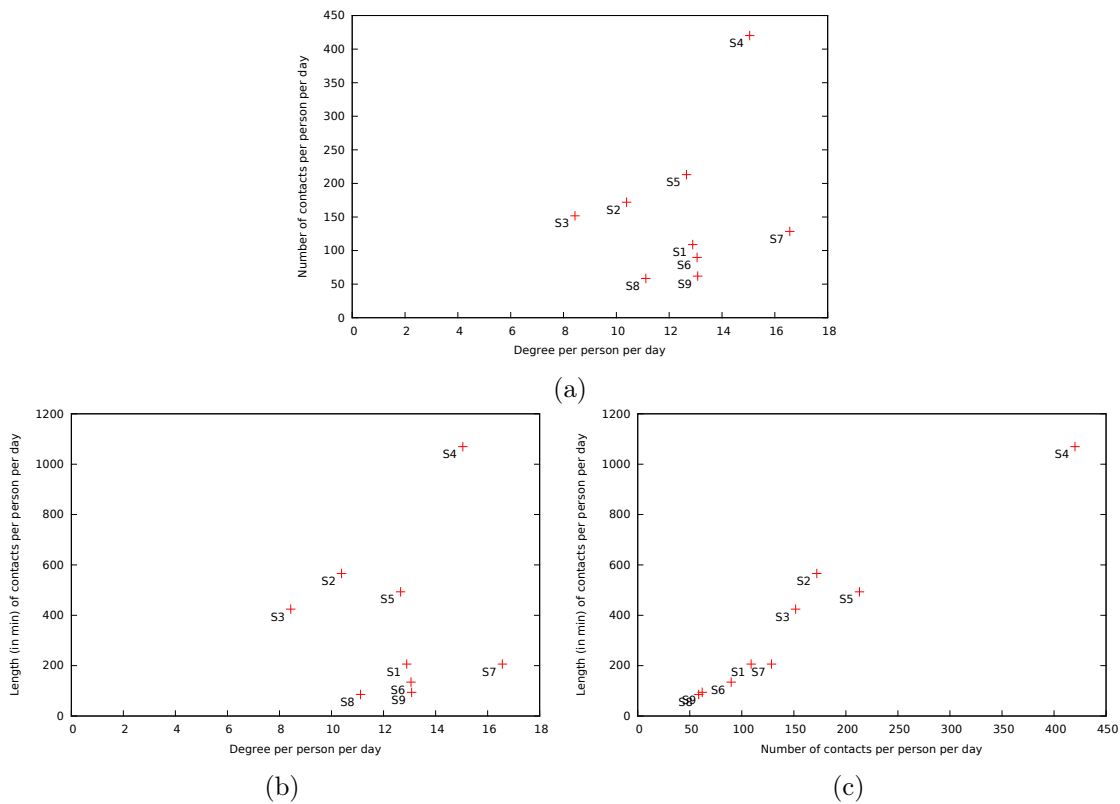 450
400
350
300
250
200
150
100
50
0
Number of contacts per person per day
S4
S5
S2
S3
S7
S1
S6
S8
S9
0 2 4 6 8 10 12 14 16 18
Degree per person per day
(a)
1200
1000
800
600
400
200
0
Length (in min) of contacts per person per day
S4
S2
S5
S3
S1
S7
S6
S8
S9
0 2 4 6 8 10 12 14 16 18
Degree per person per day
(b)
1200
1000
800
600
400
200
0
Length (in min) of contacts per person per day
S4
S2
S5
S3
S1
S7
S6
S9
S8
0 50 100 150 200 250 300 350 400 450
Number of contacts per person per day
(c)